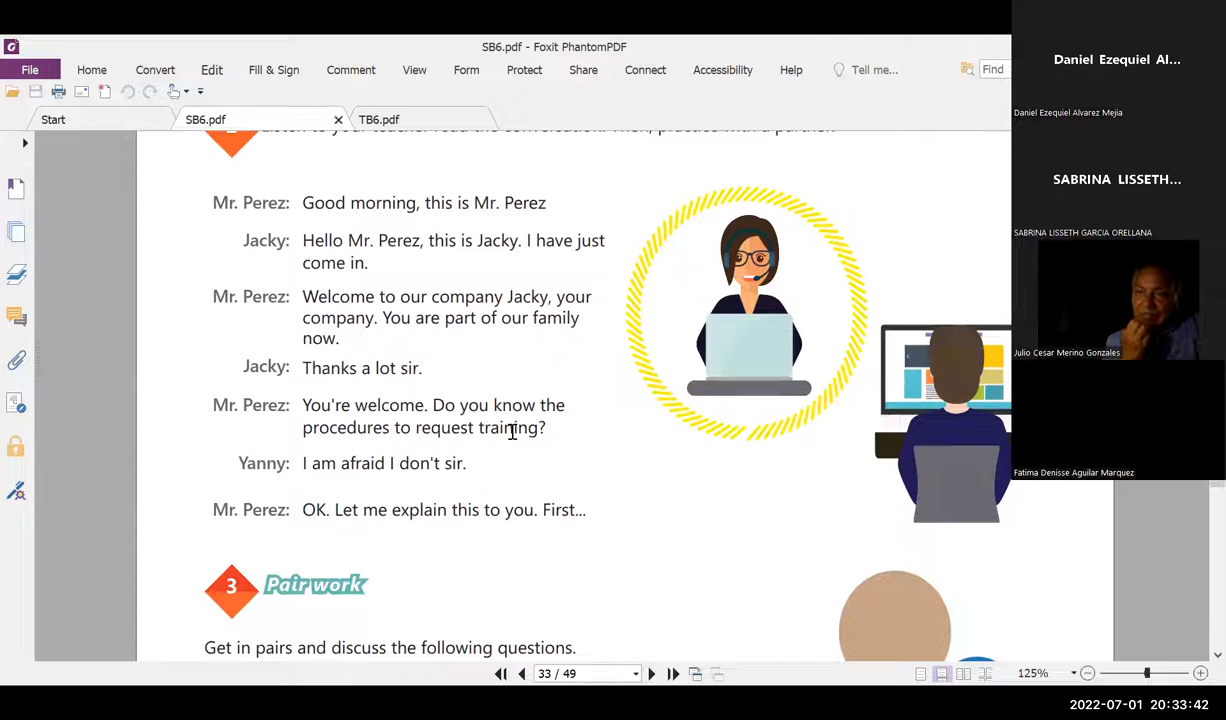 SB6.pdf - Foxit PhantomPDF
File Home Convert Edit Fill & Sign Comment View Form Protect Share Connect Accessibility Help Tell me... Find
Start SB6.pdf TB6.pdf
Mr. Perez: Good morning, this is Mr. Perez
Jacky: Hello Mr. Perez, this is Jacky. I have just
come in.
Mr. Perez: Welcome to our company Jacky, your
company. You are part of our family
now.
Jacky: Thanks a lot sir.
Mr. Perez: You're welcome. Do you know the
procedures to request training?
Yanny: I am afraid I don't sir.
Mr. Perez: OK. Let me explain this to you. First...
3 Pair work
Get in pairs and discuss the following questions.
33 / 49
125%
Daniel Ezequiel Al...
Daniel Ezequiel Alvarez Mejia
SABRINA LISSETH...
SABRINA LISSETH GARCIA ORELLANA
Julio Cesar Merino Gonzales
Fatima Denisse Aguilar Marquez
2022-07-01 20:33:42